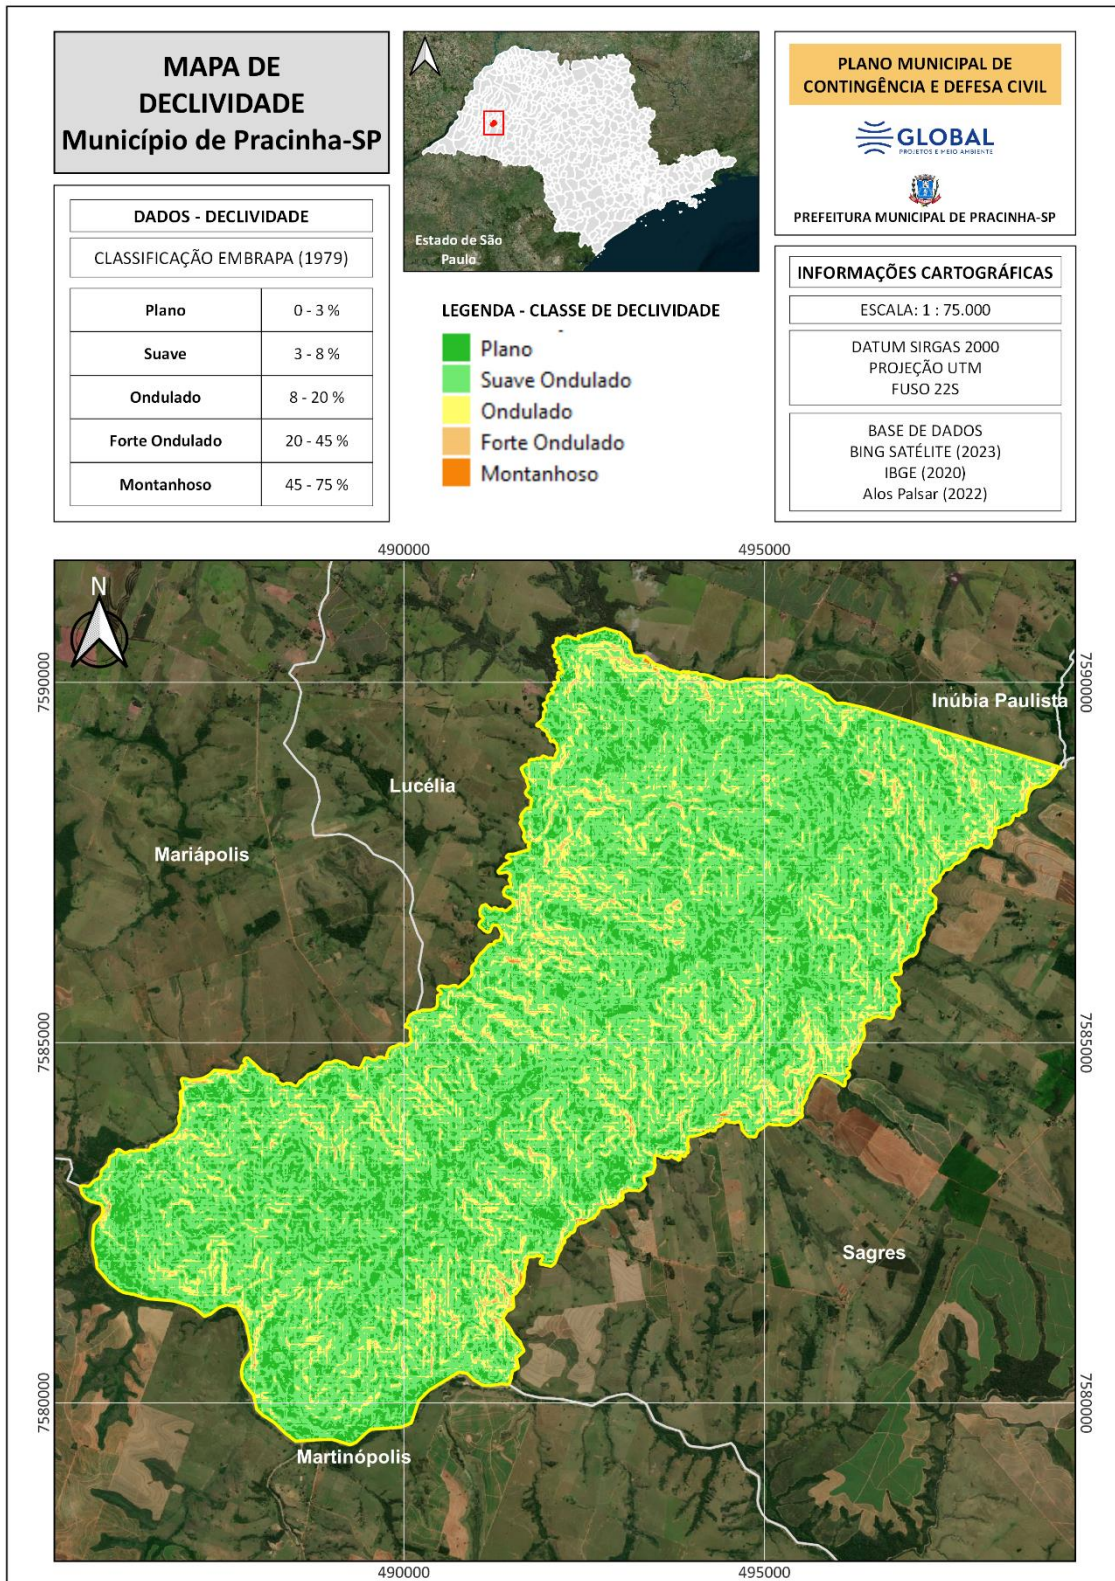 MAPA DE
DECLIVIDADE
Município de Pracinha-SP
DADOS - DECLIVIDADE
CLASSIFICAÇÃO EMBRAPA (1979)
Plano 0 - 3 %
Suave 3 - 8 %
Ondulado 8 - 20 %
Forte Ondulado 20 - 45 %
Montanhoso 45 - 75 %
Estado de São
Paulo
LEGENDA - CLASSE DE DECLIVIDADE
Plano
Suave Ondulado
Ondulado
Forte Ondulado
Montanhoso
PLANO MUNICIPAL DE
CONTINGÊNCIA E DEFESA CIVIL
GLOBAL
PROJETOS E MEIO AMBIENTE
PREFEITURA MUNICIPAL DE PRACINHA-SP
INFORMAÇÕES CARTOGRÁFICAS
ESCALA: 1 : 75.000
DATUM SIRGAS 2000
PROJEÇÃO UTM
FUSO 22S
BASE DE DADOS
BING SATÉLITE (2023)
IBGE (2020)
Alos Palsar (2022)
490000 495000
N
7590000 7590000
Inúbia Paulista
Lucélia
Mariápolis
7585000 7585000
Sagres
7580000 7580000
Martinópolis
490000 495000